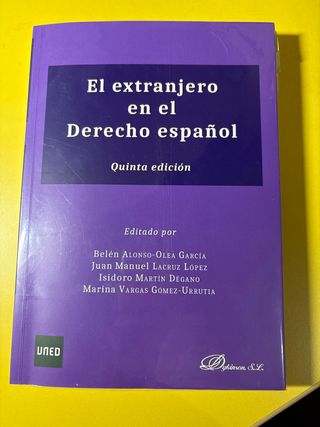 El extranjero
en el
Derecho español
Quinta edición
Editado por
Belén Alonso-Olea García
Juan Manuel Lacruz López
Isidoro Martín Dégano
Marina Vargas Gómez-Urrutia
UNED
Dykinson, S.L.